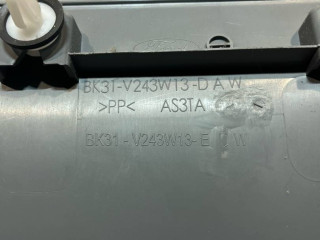 BK31-V243W13-D A W
>PP< AS3TA
BK31-V243W13-E W